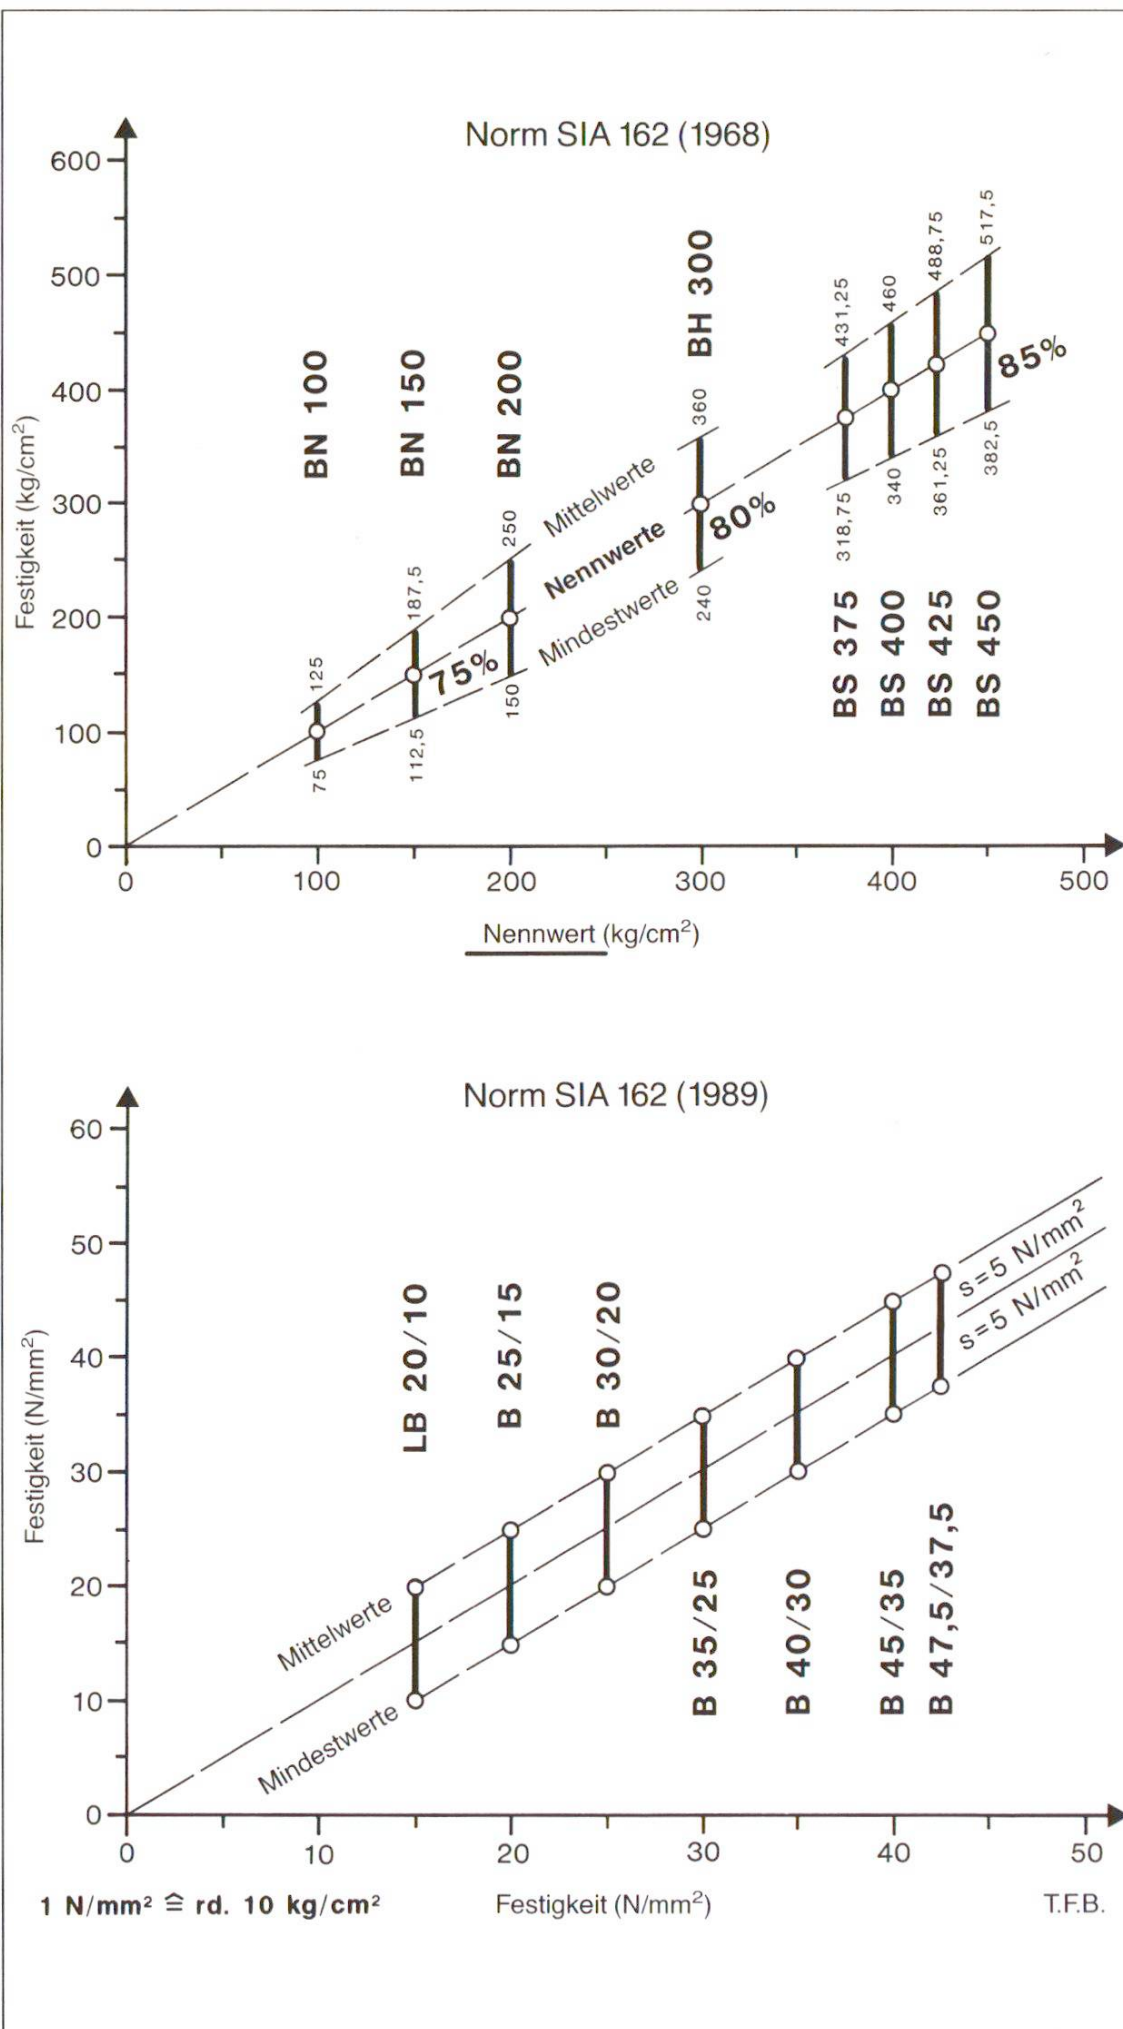 Norm SIA 162 (1968)
Festigkeit (kg/cm²)
600
500
400
300
200
100
0
0 100 200 300 400 500
Nennwert (kg/cm²)
BN 100
BN 150
BN 200
BH 300
BS 375
BS 400
BS 425
BS 450
125
187,5
250
360
431,25
460
488,75
517,5
75
112,5
150
240
318,75
340
361,25
382,5
Mittelwerte
Nennwerte
Mindestwerte
75%
80%
85%
Norm SIA 162 (1989)
Festigkeit (N/mm²)
60
50
40
30
20
10
0
0 10 20 30 40 50
LB 20/10
B 25/15
B 30/20
B 35/25
B 40/30
B 45/35
B 47,5/37,5
s=5 N/mm²
s=5 N/mm²
Mittelwerte
Mindestwerte
1 N/mm² ≙ rd. 10 kg/cm² Festigkeit (N/mm²) T.F.B.